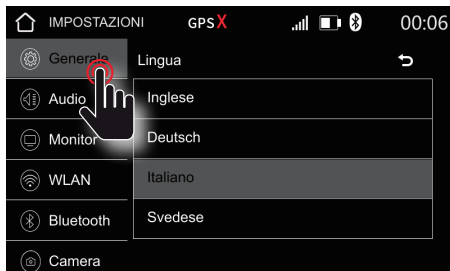 IMPOSTAZIONI GPS X 00:06
Generale Lingua
Audio Inglese
Monitor Deutsch
WLAN Italiano
Bluetooth Svedese
Camera